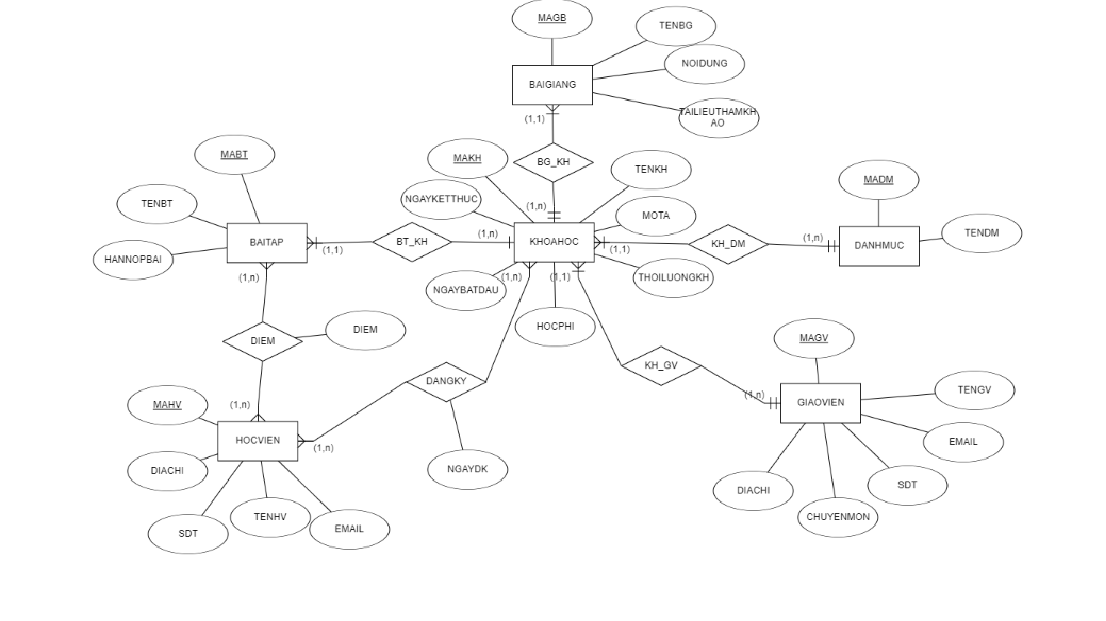 MAGB
TENBG
NOIDUNG
BAIGIANG
TAILIEUTHAMKH
AO
(1,1)
MABT
MAKH
BG_KH
TENKH
MADM
TENBT
NGAYKETTHUC
(1,n)
MOTA
TENDM
BAITAP
(1,1)
BT_KH
(1,n)
KHOAHOC
(1,1)
KH_DM
(1,n)
DANHMUC
HANNOPBAI
(1,n)
NGAYBATDAU
(1,n)
(1,1)
THOILUONGKH
DIEM
DIEM
HOCPHI
MAGV
KH_GV
DANGKY
TENGV
MAHV
(1,n)
(1,n)
GIAOVIEN
HOCVIEN
(1,n)
EMAIL
DIACHI
NGAYDK
DIACHI
SDT
SDT
TENHV
EMAIL
CHUYENMON